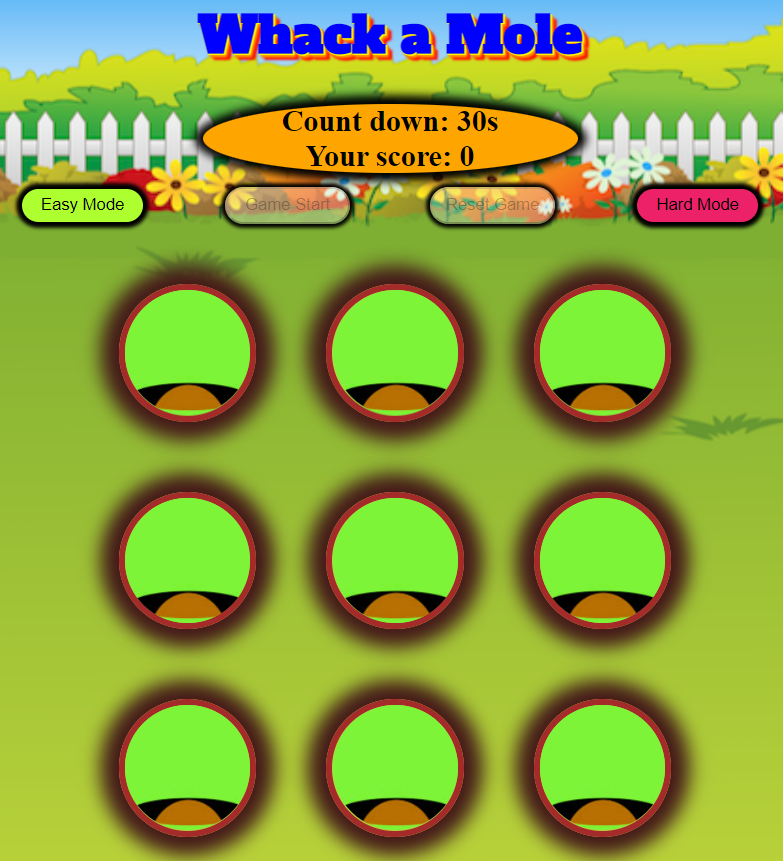 Whack a Mole
Count down: 30s
Your score: 0
Easy Mode
Game Start
Reset Game
Hard Mode